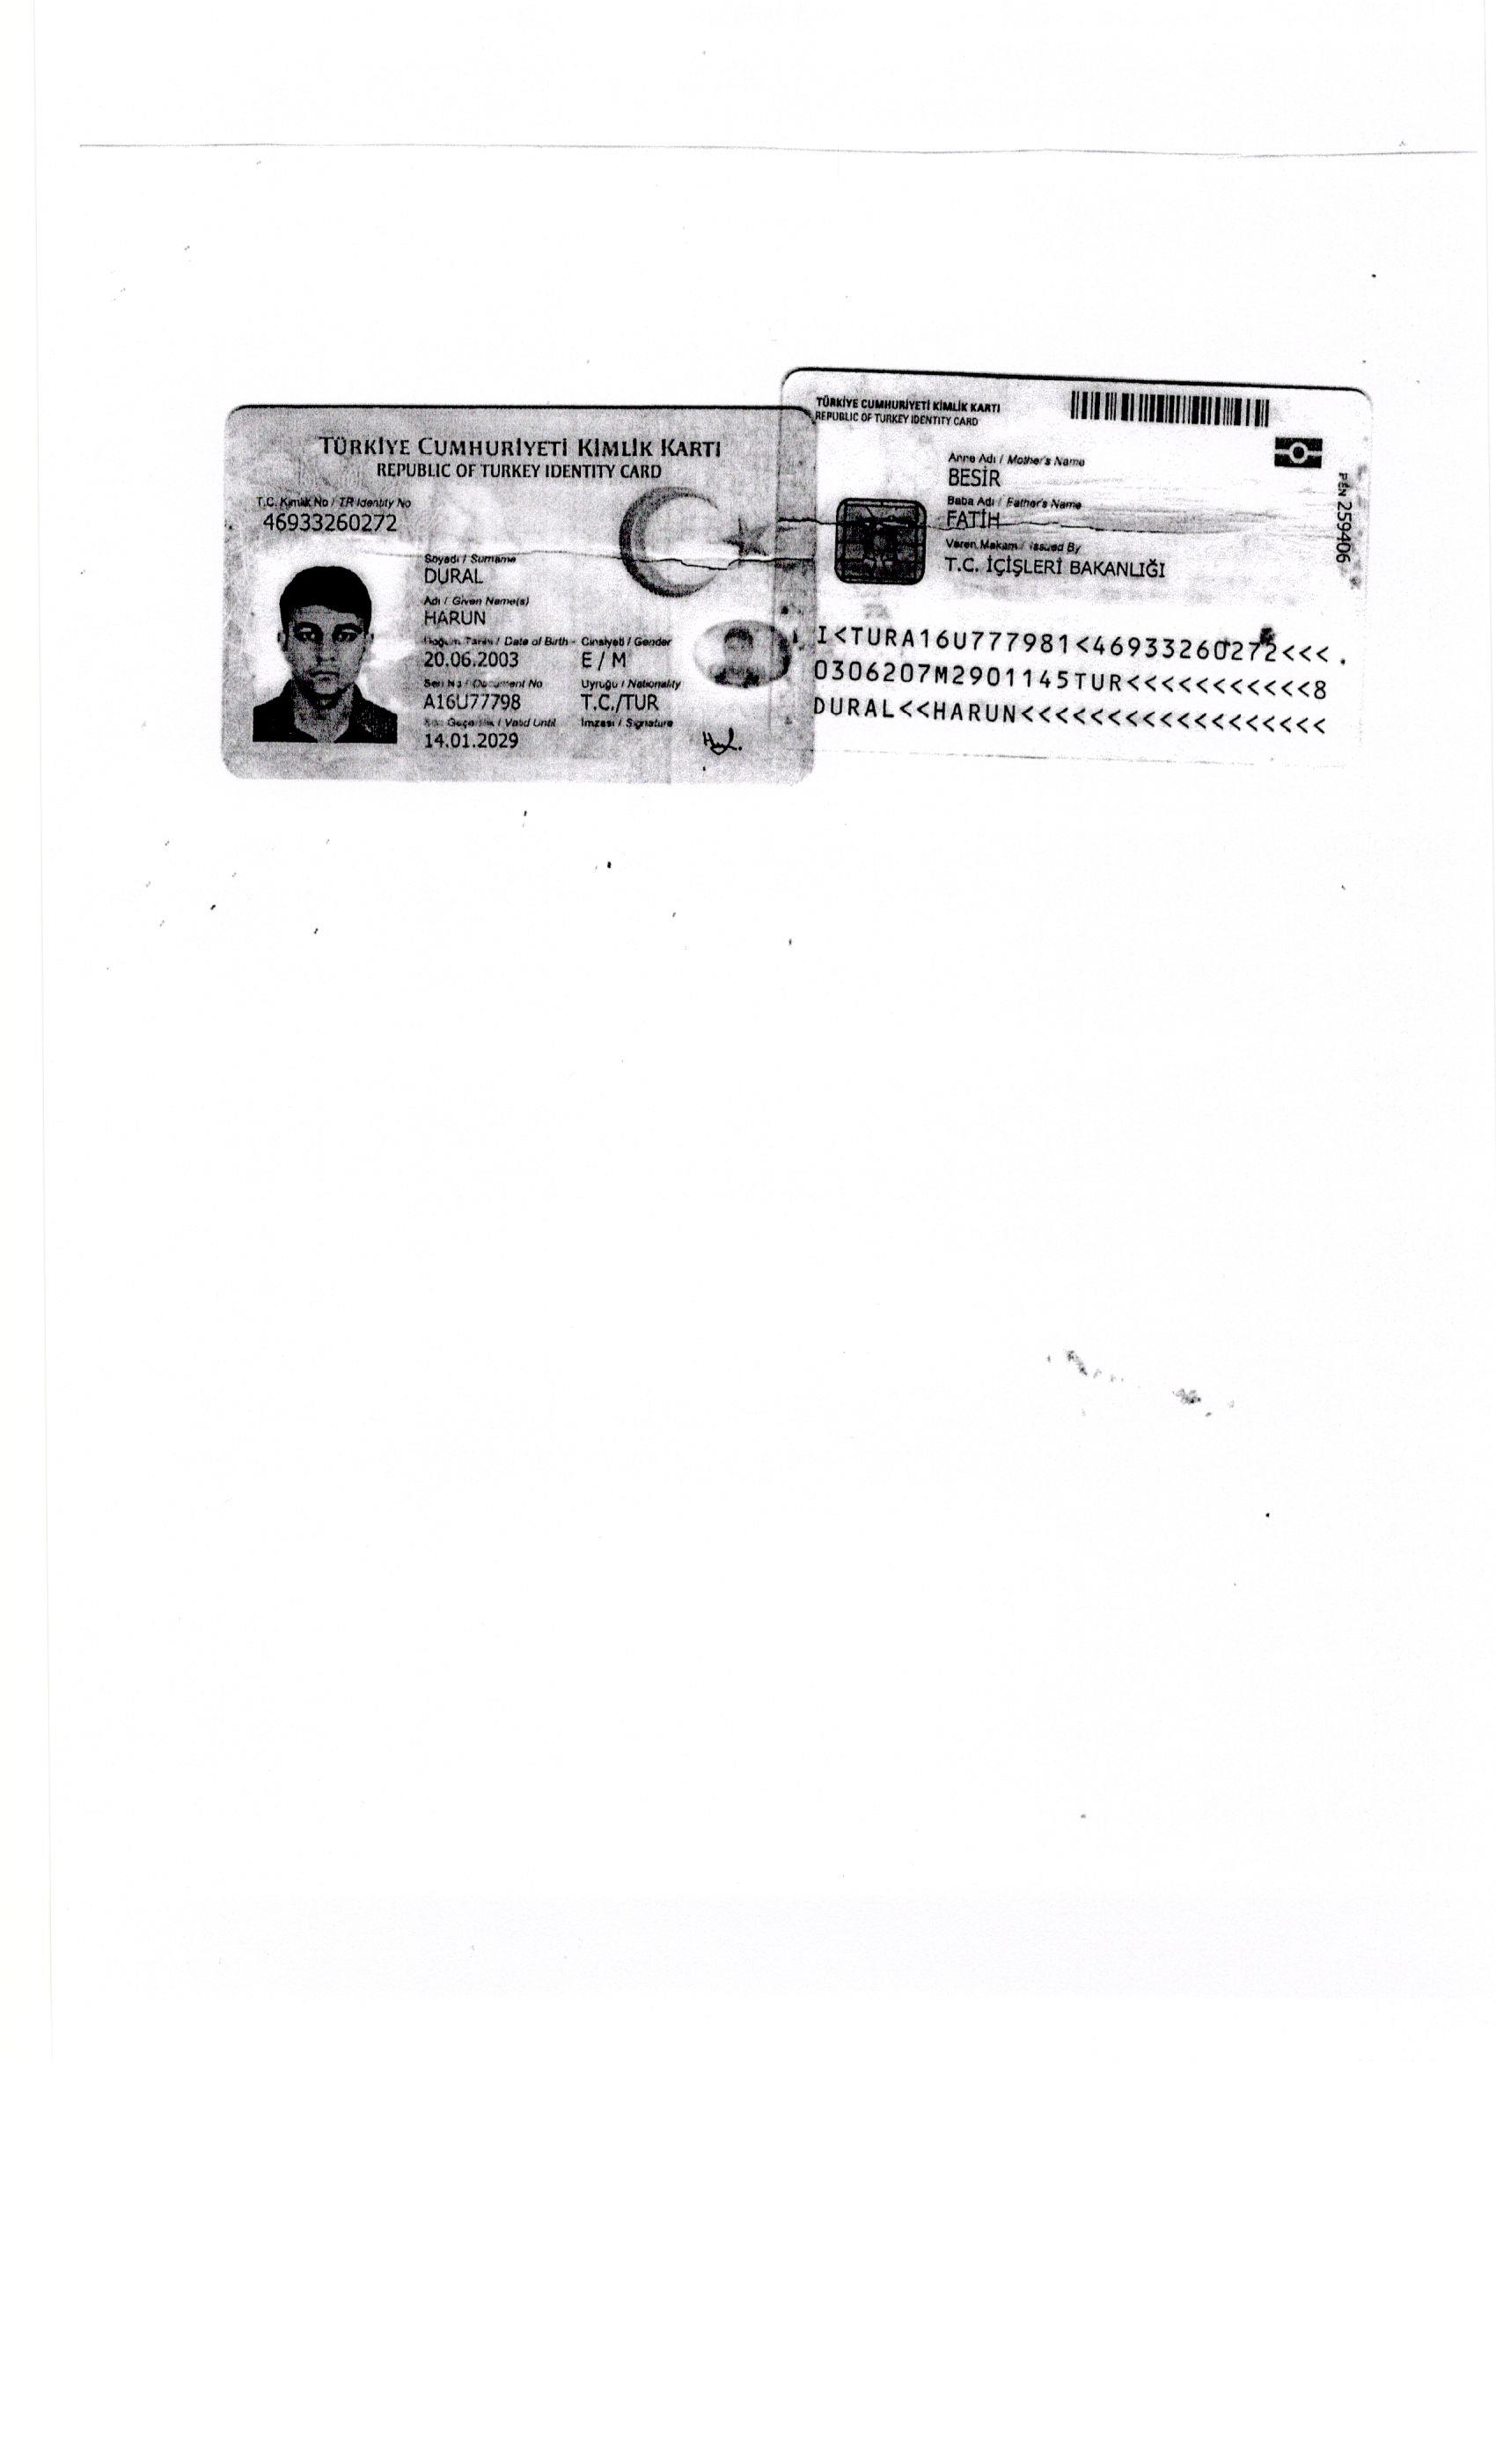 TÜRKİYE CUMHURİYETİ KİMLİK KARTI
REPUBLIC OF TURKEY IDENTITY CARD
T.C. Kimlik No / TR Identity No
46933260272
Soyadı / Surname
DURAL
Adı / Given Name(s)
HARUN
Doğum Tarihi / Date of Birth Cinsiyeti / Gender
20.06.2003 E / M
Seri No / Document No Uyruğu / Nationality
A16U77798 T.C./TUR
Son Geçerlilik / Valid Until İmzası / Signature
14.01.2029
TÜRKİYE CUMHURİYETİ KİMLİK KARTI
REPUBLIC OF TURKEY IDENTITY CARD
Anne Adı / Mother's Name
BESİR
Baba Adı / Father's Name
FATİH
Veren Makam / Issued By
T.C. İÇİŞLERİ BAKANLIĞI
259406
I<TURA16U777981<46933260272<<<
0306207M2901145TUR<<<<<<<<<<<8
DURAL<<HARUN<<<<<<<<<<<<<<<<<<